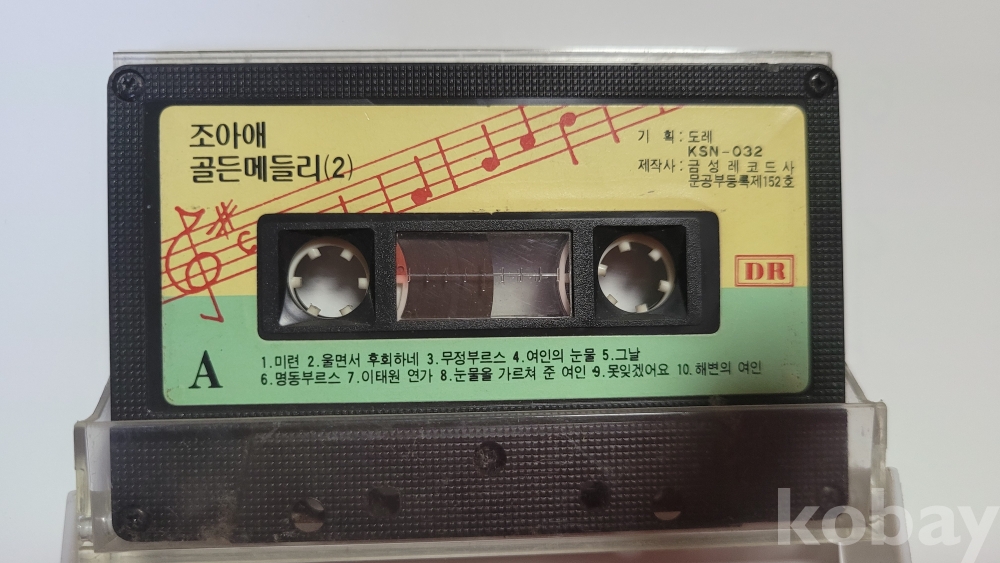 조아애
골든메들리(2)
기 획 : 도레
KSN-032
제작사 : 금성레코드사
문공부등록제152호
DR
A
1.미련 2.울면서 후회하네 3.무정부르스 4.여인의 눈물 5.그날
6.명동부르스 7.이태원 연가 8.눈물을 가르쳐 준 여인 9.못잊겠어요 10.해변의 여인
kobay